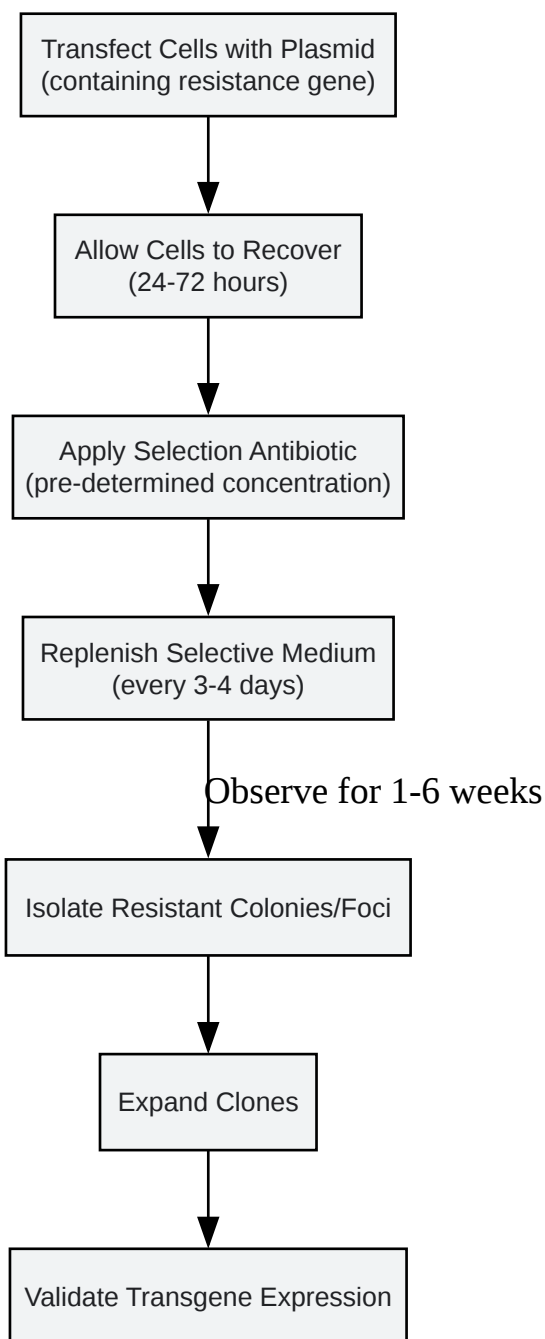 Transfect Cells with Plasmid
(containing resistance gene)
Allow Cells to Recover
(24-72 hours)
Apply Selection Antibiotic
(pre-determined concentration)
Replenish Selective Medium
(every 3-4 days)
Observe for 1-6 weeks
Isolate Resistant Colonies/Foci
Expand Clones
Validate Transgene Expression